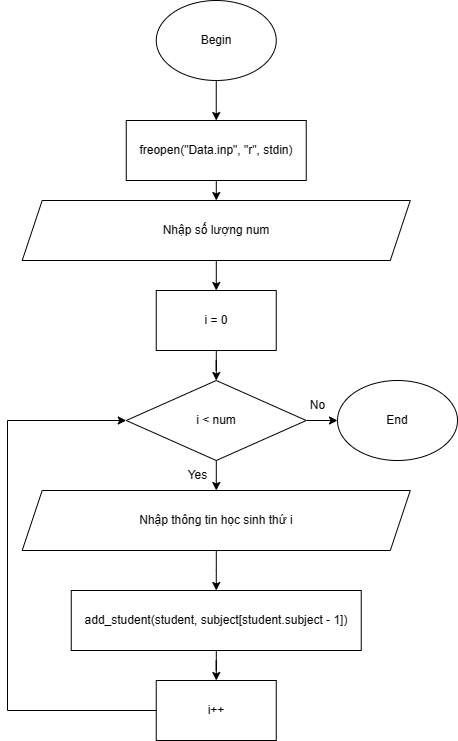 Begin
freopen("Data.inp", "r", stdin)
Nhập số lượng num
i = 0
i < num
No
End
Yes
Nhập thông tin học sinh thứ i
add_student(student, subject[student.subject - 1])
i++